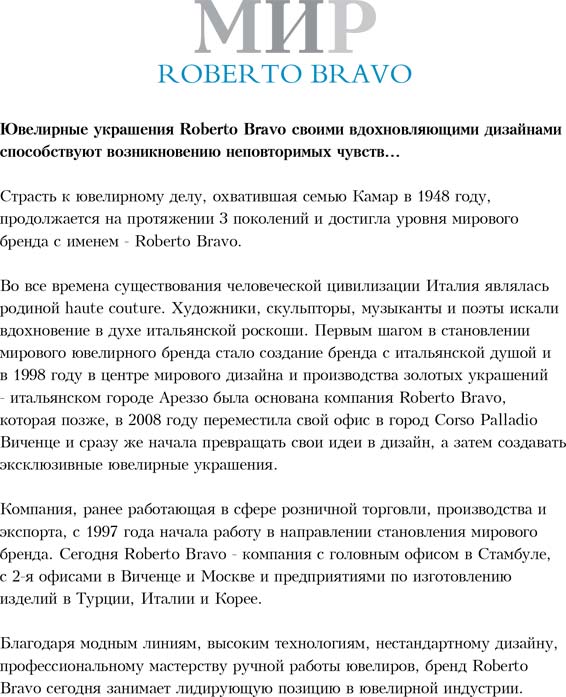 МИР
ROBERTO BRAVO
Ювелирные украшения Roberto Bravo своими вдохновляющими дизайнами
способствуют возникновению неповторимых чувств...
Страсть к ювелирному делу, охватившая семью Камар в 1948 году,
продолжается на протяжении 3 поколений и достигла уровня мирового
бренда с именем - Roberto Bravo.
Во все времена существования человеческой цивилизации Италия являлась
родиной haute couture. Художники, скульпторы, музыканты и поэты искали
вдохновение в духе итальянской роскоши. Первым шагом в становлении
мирового ювелирного бренда стало создание бренда с итальянской душой и
в 1998 году в центре мирового дизайна и производства золотых украшений
- итальянском городе Ареззо была основана компания Roberto Bravo,
которая позже, в 2008 году переместила свой офис в город Corso Palladio
Виченце и сразу же начала превращать свои идеи в дизайн, а затем создавать
эксклюзивные ювелирные украшения.
Компания, ранее работающая в сфере розничной торговли, производства и
экспорта, с 1997 года начала работу в направлении становления мирового
бренда. Сегодня Roberto Bravo - компания с головным офисом в Стамбуле,
с 2-я офисами в Виченце и Москве и предприятиями по изготовлению
изделий в Турции, Италии и Корее.
Благодаря модным линиям, высоким технологиям, нестандартному дизайну,
профессиональному мастерству ручной работы ювелиров, бренд Roberto
Bravo сегодня занимает лидирующую позицию в ювелирной индустрии.